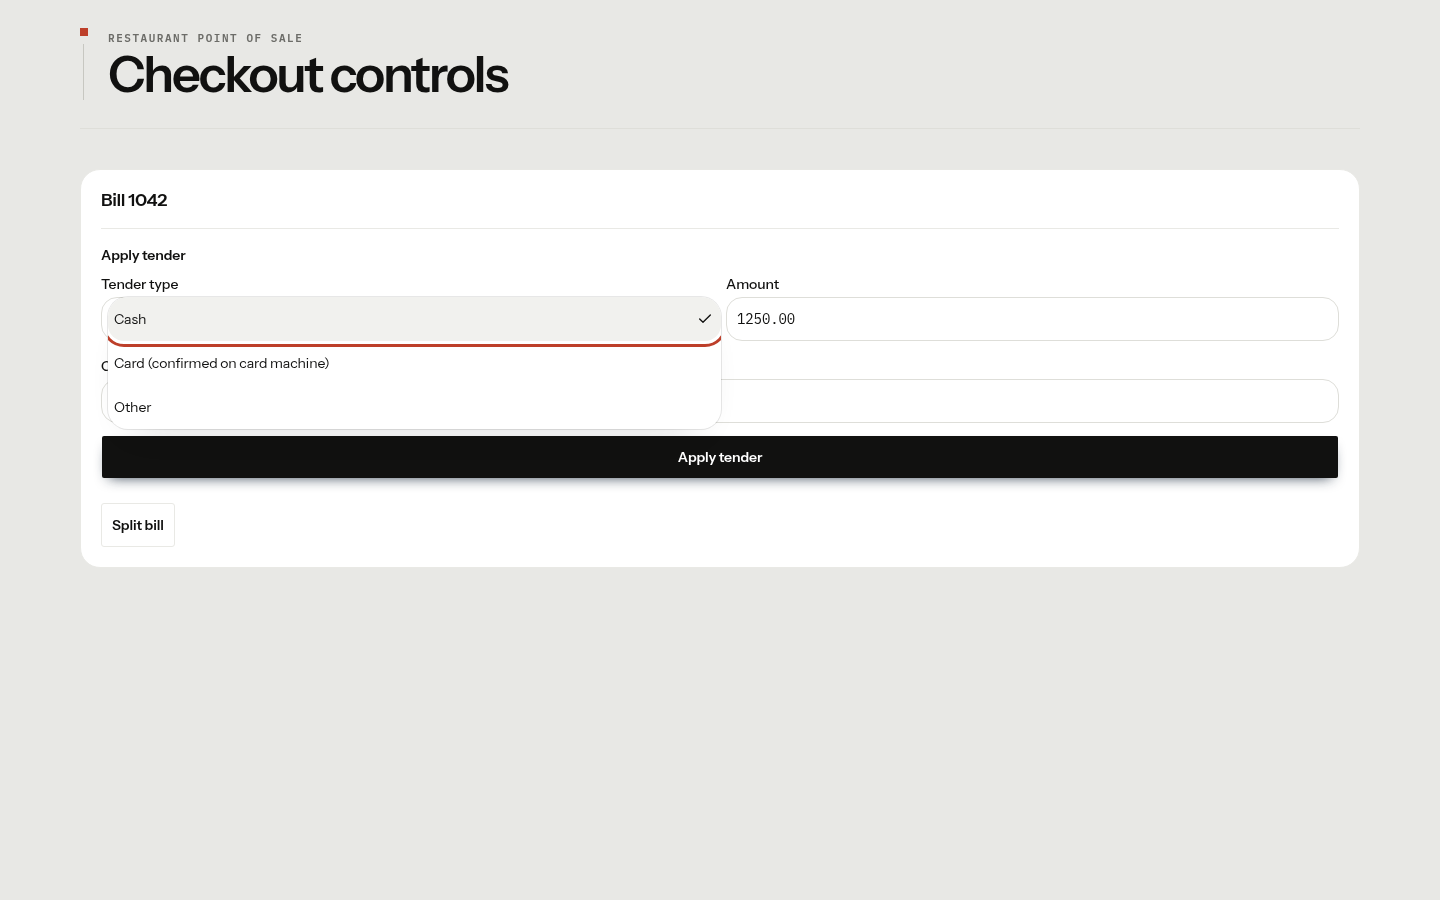 RESTAURANT POINT OF SALE
Checkout controls
Bill 1042
Apply tender
Tender type
Amount
Cash
1250.00
Card (confirmed on card machine)
Other
Apply tender
Split bill